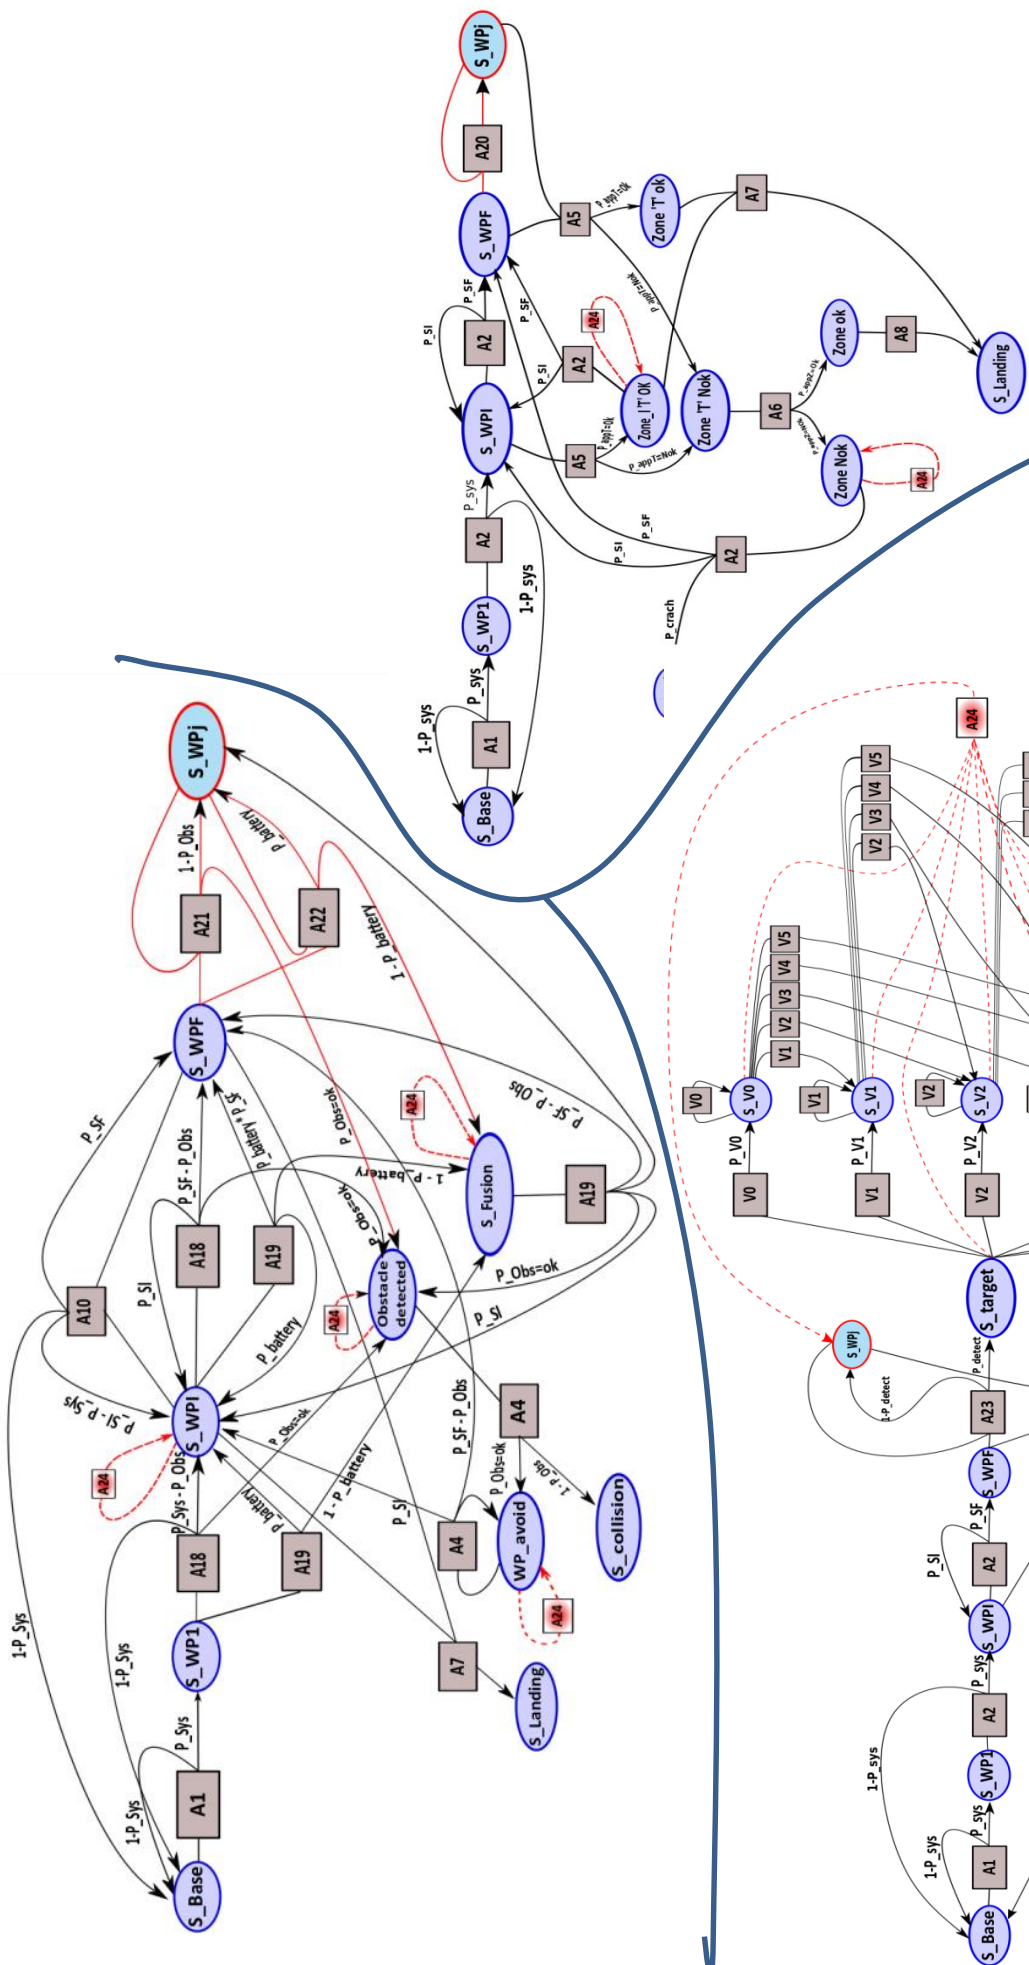 S_Base
A1
1-P_Sys
P_Sys
S_WP1
A18
1-P_Sys
P_Sys - P_Obs
A19
P_battery
1 - P_battery
P_Obs=ok
S_WPI
A24
A10
1-P_Sys
P_SI - P_Sys
P_SF
A18
P_SI
P_SF - P_Obs
P_Obs=ok
A19
P_battery
P_battery * P_SF
1 - P_battery
S_WPF
A21
1-P_Obs
P_Obs=ok
A22
P_battery
1 - P_battery
S_WPj
Obstacle
detected
A24
S_Fusion
A24
A19
P_SF - P_Obs
P_Obs=ok
P_SI
A4
P_Obs=ok
1 - P_Obs
WP_avoid
A24
A4
P_SI
P_SF - P_Obs
S_collision
A7
S_Landing
S_Base
A1
1-P_sys
P_sys
S_WP1
A2
P_sys
1-P_sys
S_WPI
A2
P_SI
P_SF
S_WPF
A20
S_WPj
A5
P_appT=Ok
P_appT=Nok
A5
P_appT=Ok
P_appT=Nok
A2
P_SI
P_SF
Zone_I'T' OK
A24
Zone 'T' ok
Zone 'T' Nok
A7
A6
P_appZ=Ok
P_appZ=Nok
Zone ok
Zone Nok
A24
A8
S_Landing
A2
P_SI
P_SF
P_crach
S_Base
A1
1-P_sys
P_sys
S_WP1
A2
1-P_sys
P_sys
S_WPI
A2
P_SI
P_SF
S_WPF
A23
1-P_detect
P_detect
S_WPj
S_target
V0
P_V0
S_V0
V0
V1
V2
V3
V4
V5
V1
P_V1
S_V1
V1
V2
V3
V4
V5
V2
P_V2
S_V2
V2
A24